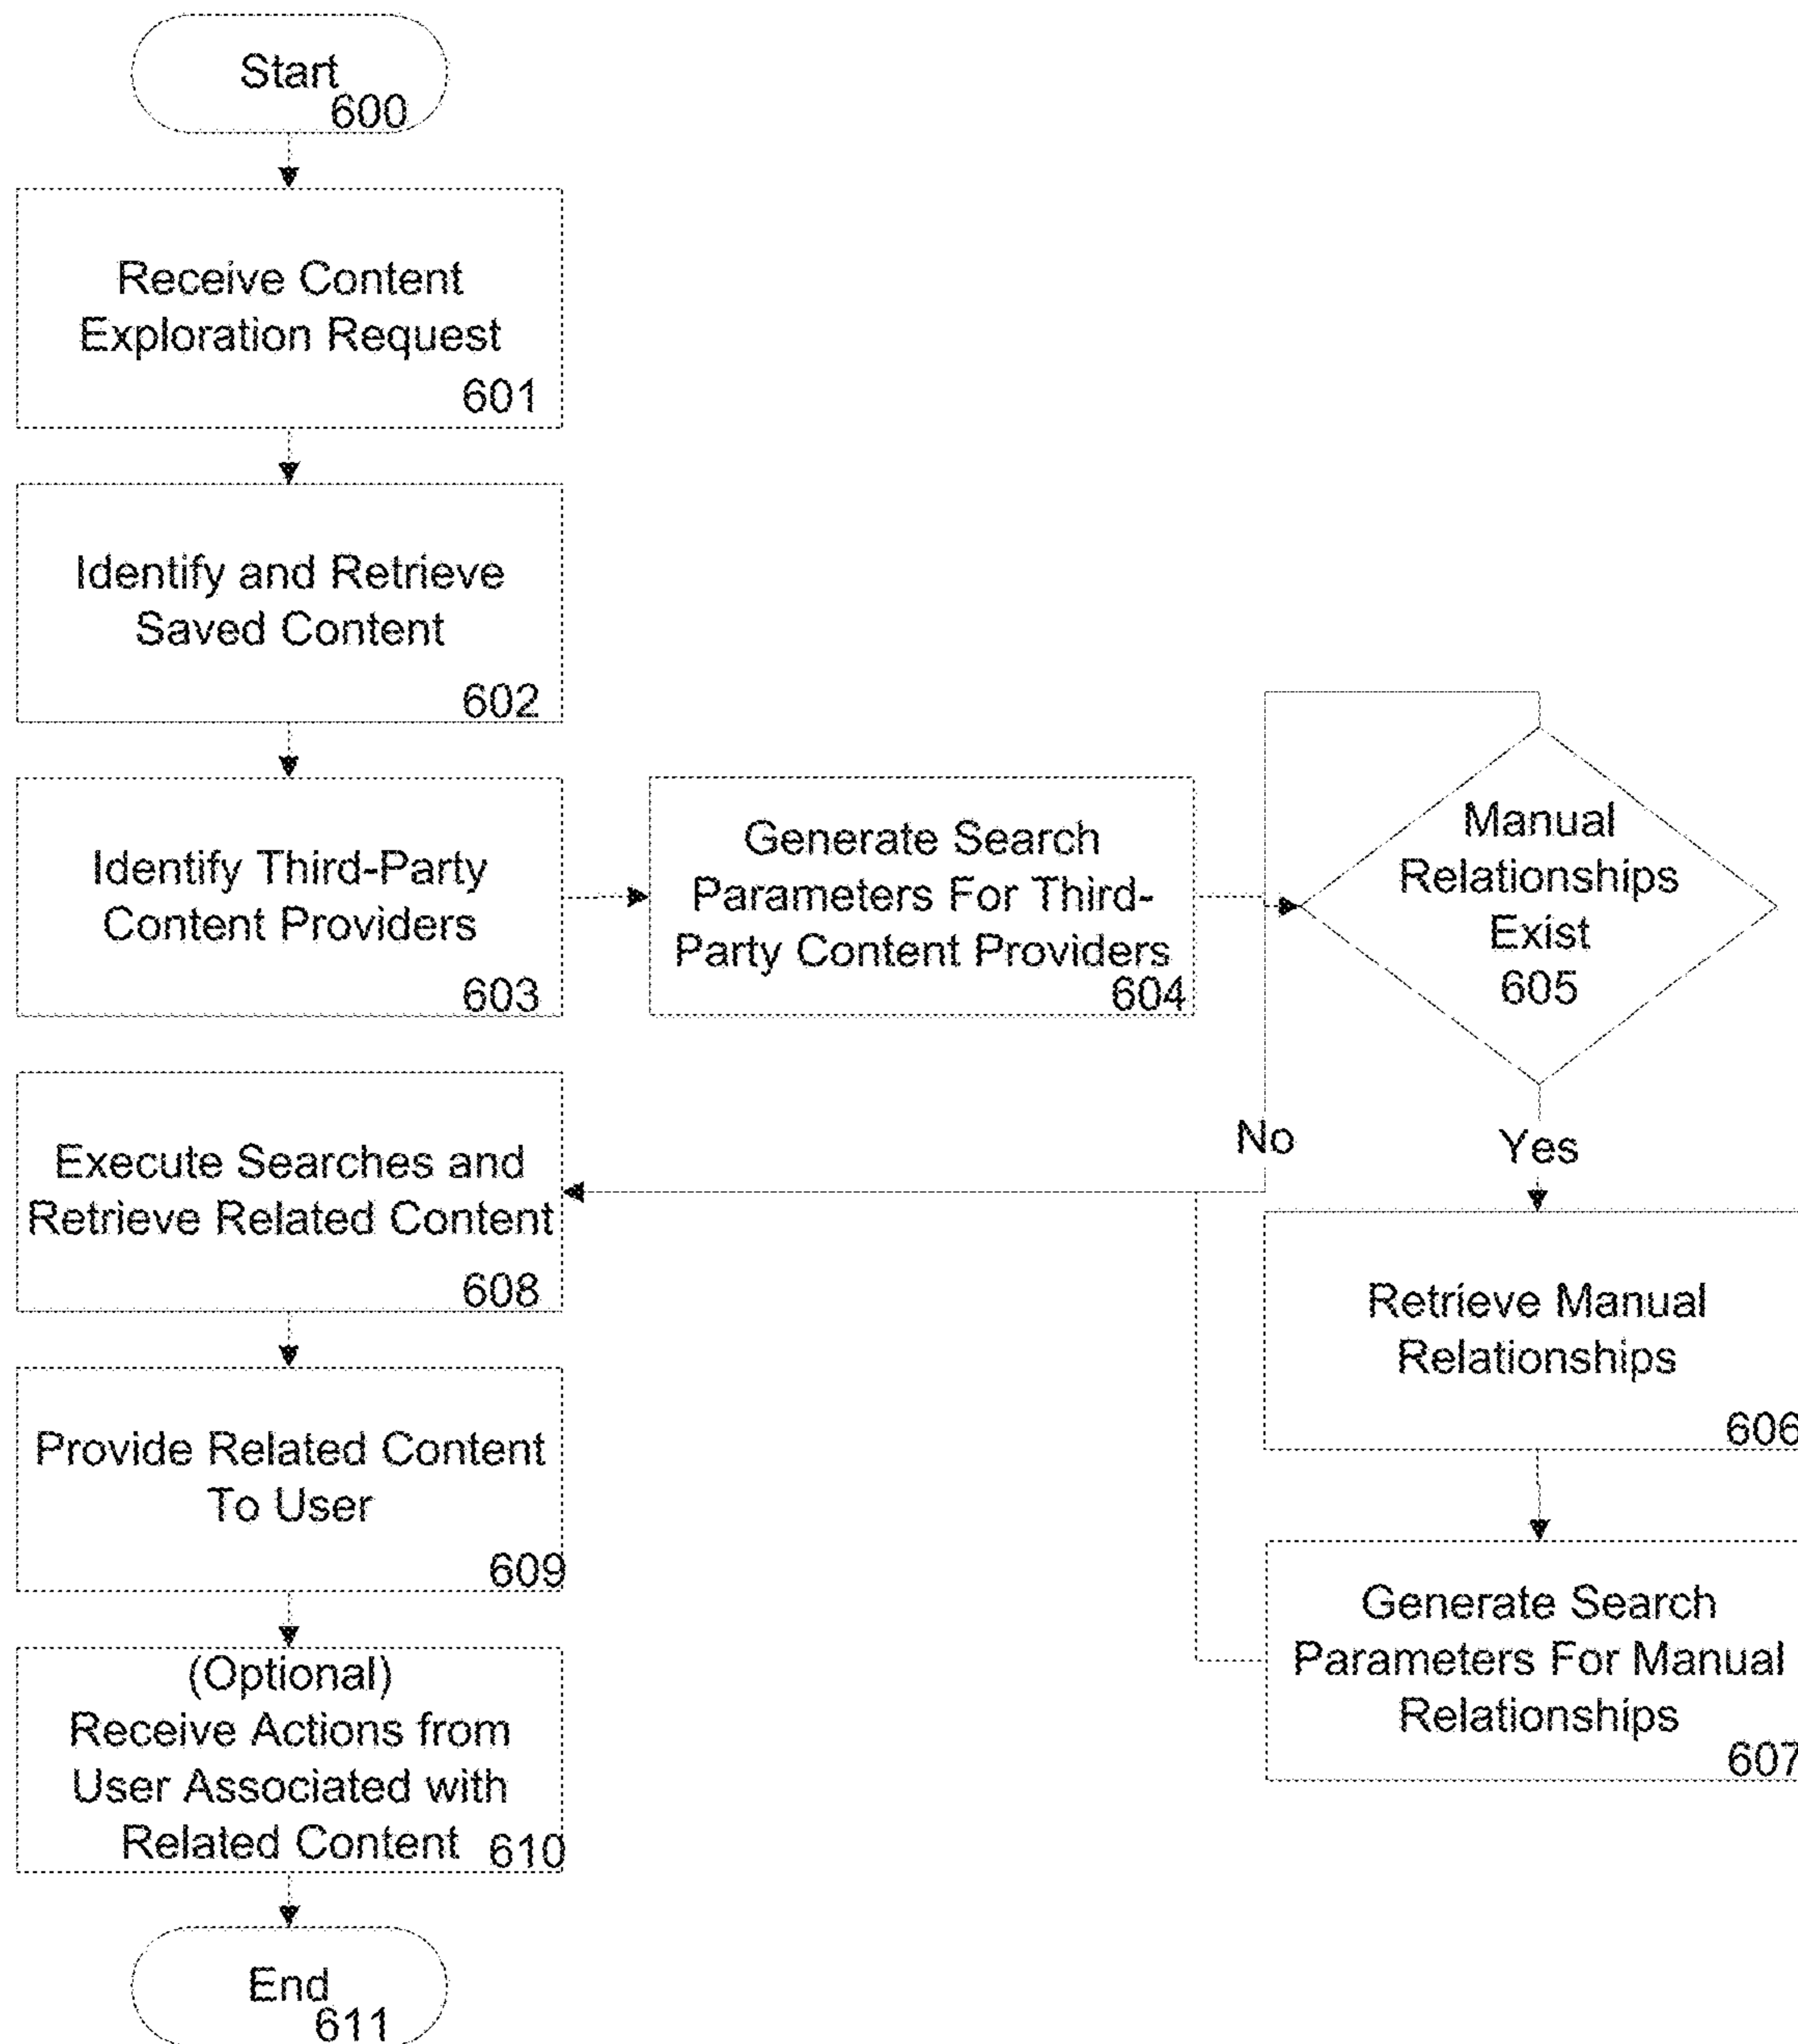 Start
600
Receive Content
Exploration Request
601
Identify and Retrieve
Saved Content
602
Identify Third-Party
Content Providers
603
Generate Search
Parameters For Third-
Party Content Providers
604
Manual
Relationships
Exist
605
No
Yes
Retrieve Manual
Relationships
606
Generate Search
Parameters For Manual
Relationships
607
Execute Searches and
Retrieve Related Content
608
Provide Related Content
To User
609
(Optional)
Receive Actions from
User Associated with
Related Content
610
End
611